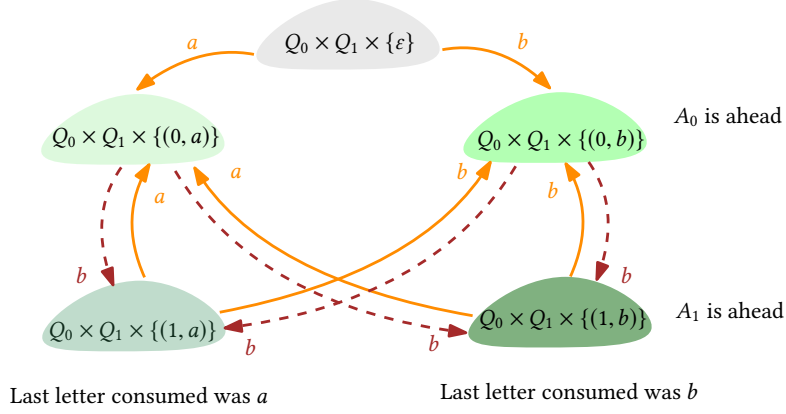 Q₀ × Q₁ × {ε}
a
b
Q₀ × Q₁ × {(0, a)}
Q₀ × Q₁ × {(0, b)}
A₀ is ahead
a
a
b
b
b
b
Q₀ × Q₁ × {(1, a)}
Q₀ × Q₁ × {(1, b)}
A₁ is ahead
b
b
Last letter consumed was a
Last letter consumed was b